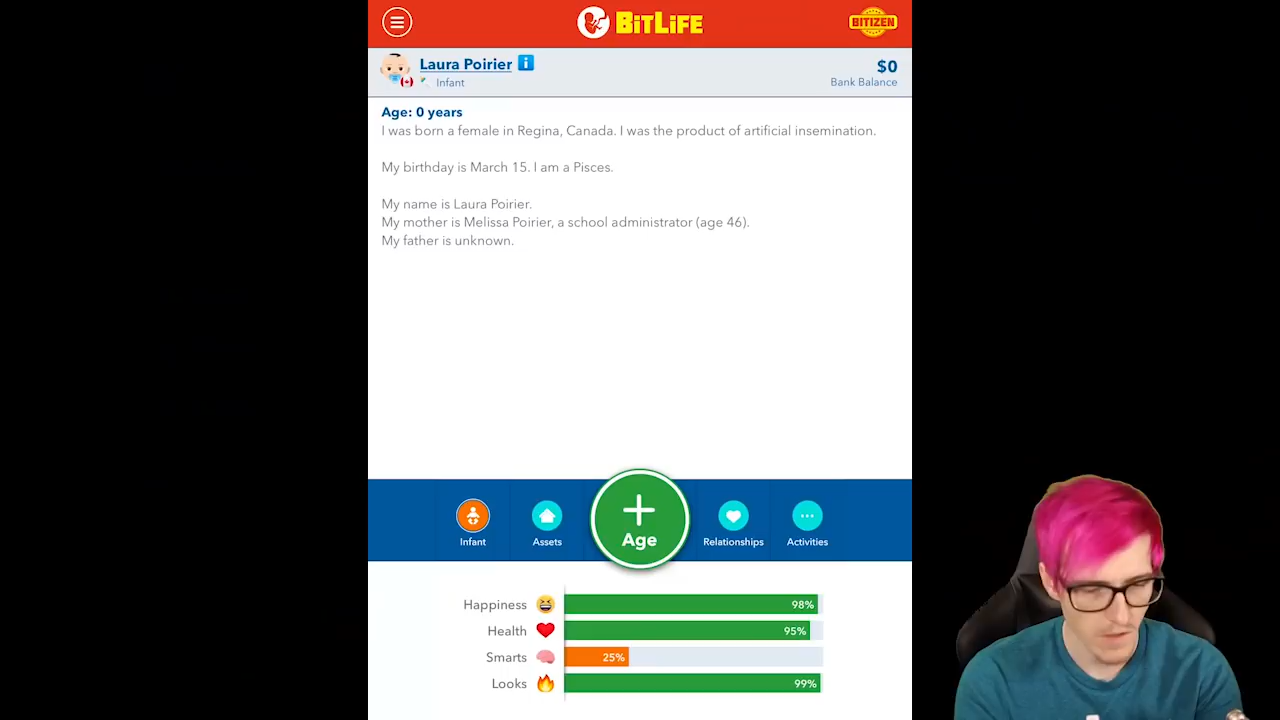 BITLIFE
BITIZEN
Laura Poirier i
$0
Infant
Bank Balance
Age: 0 years
I was born a female in Regina, Canada. I was the product of artificial insemination.
My birthday is March 15. I am a Pisces.
My name is Laura Poirier.
My mother is Melissa Poirier, a school administrator (age 46).
My father is unknown.
Infant
Assets
Age
Relationships
Activities
Happiness 98%
Health 95%
Smarts 25%
Looks 99%